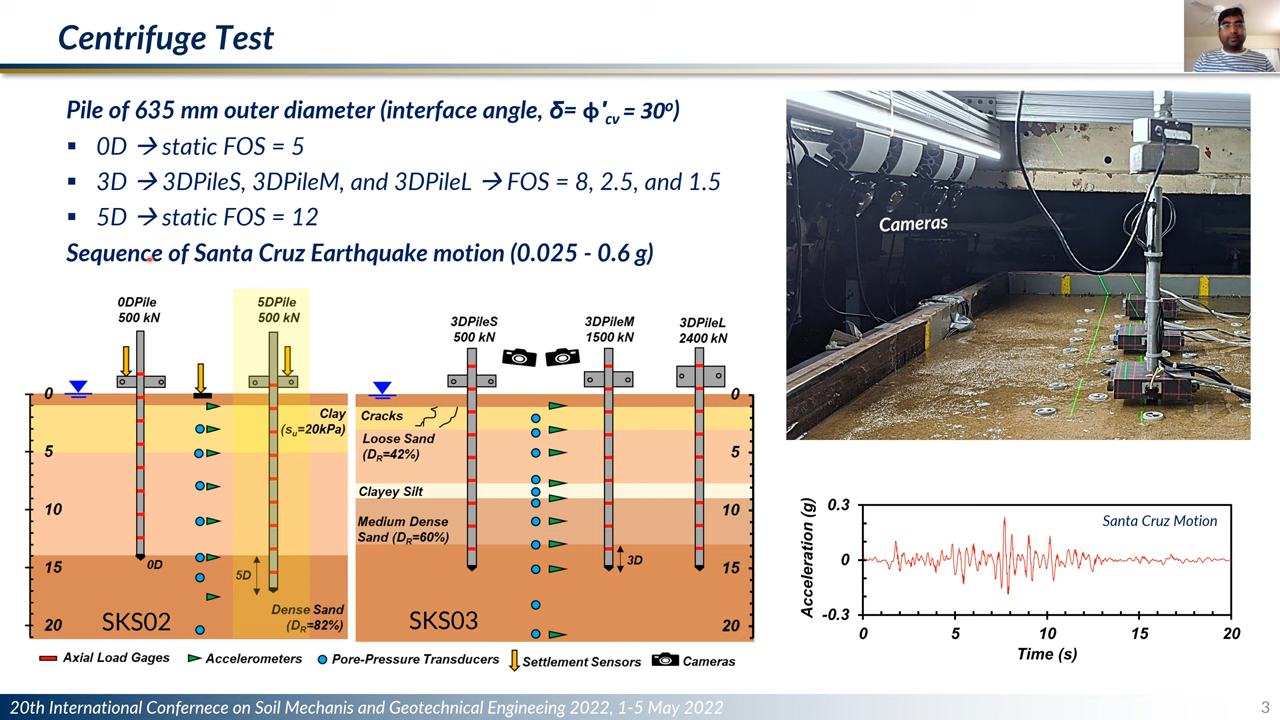 Centrifuge Test
Pile of 635 mm outer diameter (interface angle, δ= ϕ′cv = 30º)
▪ 0D → static FOS = 5
▪ 3D → 3DPileS, 3DPileM, and 3DPileL → FOS = 8, 2.5, and 1.5
▪ 5D → static FOS = 12
Sequence of Santa Cruz Earthquake motion (0.025 - 0.6 g)
Cameras
0DPile
500 kN
5DPile
500 kN
0
5
10
15
20
Clay
(su=20kPa)
0D
5D
SKS02
Dense Sand
(DR=82%)
3DPileS
500 kN
3DPileM
1500 kN
3DPileL
2400 kN
Cracks
Loose Sand
(DR=42%)
Clayey Silt
Medium Dense
Sand (DR=60%)
3D
SKS03
0
5
10
15
20
Axial Load Gages
Accelerometers
Pore-Pressure Transducers
Settlement Sensors
Cameras
Acceleration (g)
0.3
0
-0.3
Santa Cruz Motion
0 5 10 15 20
Time (s)
20th International Confernece on Soil Mechanis and Geotechnical Engineeing 2022, 1-5 May 2022
3